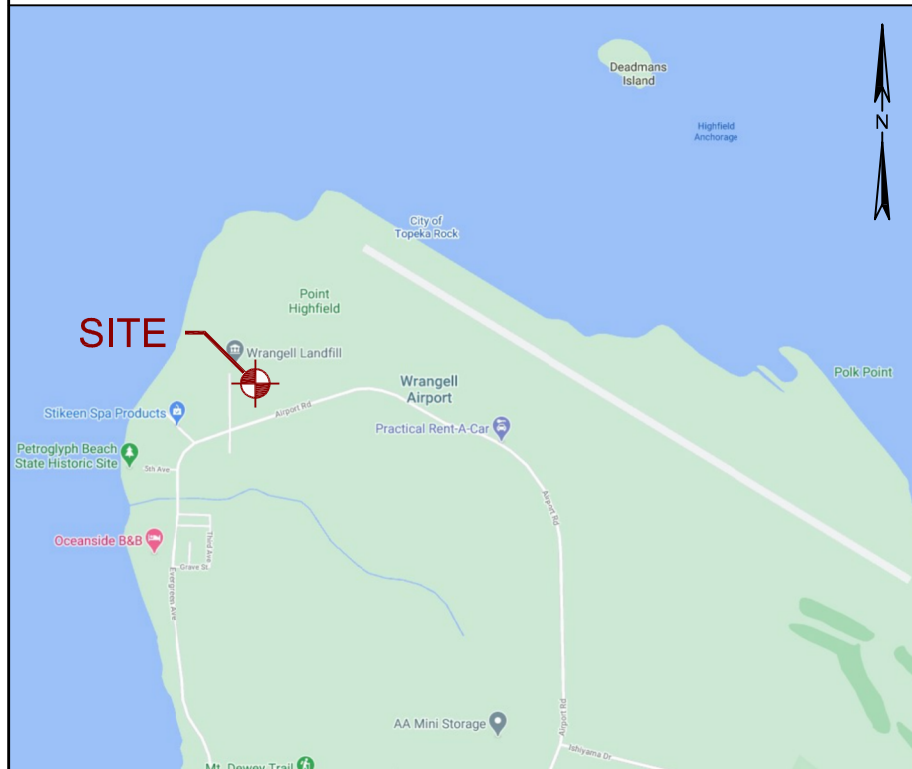 Deadmans
Island
Highfield
Anchorage
N
City of
Topeka Rock
Point
Highfield
SITE
Wrangell Landfill
Polk Point
Wrangell
Airport
Stikeen Spa Products
Airport Rd
Practical Rent-A-Car
Petroglyph Beach
State Historic Site
5th Ave
Airport Rd
Oceanside B&B
Third Ave
Grave St
Evergreen Ave
AA Mini Storage
Airport Rd
Ishiyama Dr
Mt. Dewey Trail